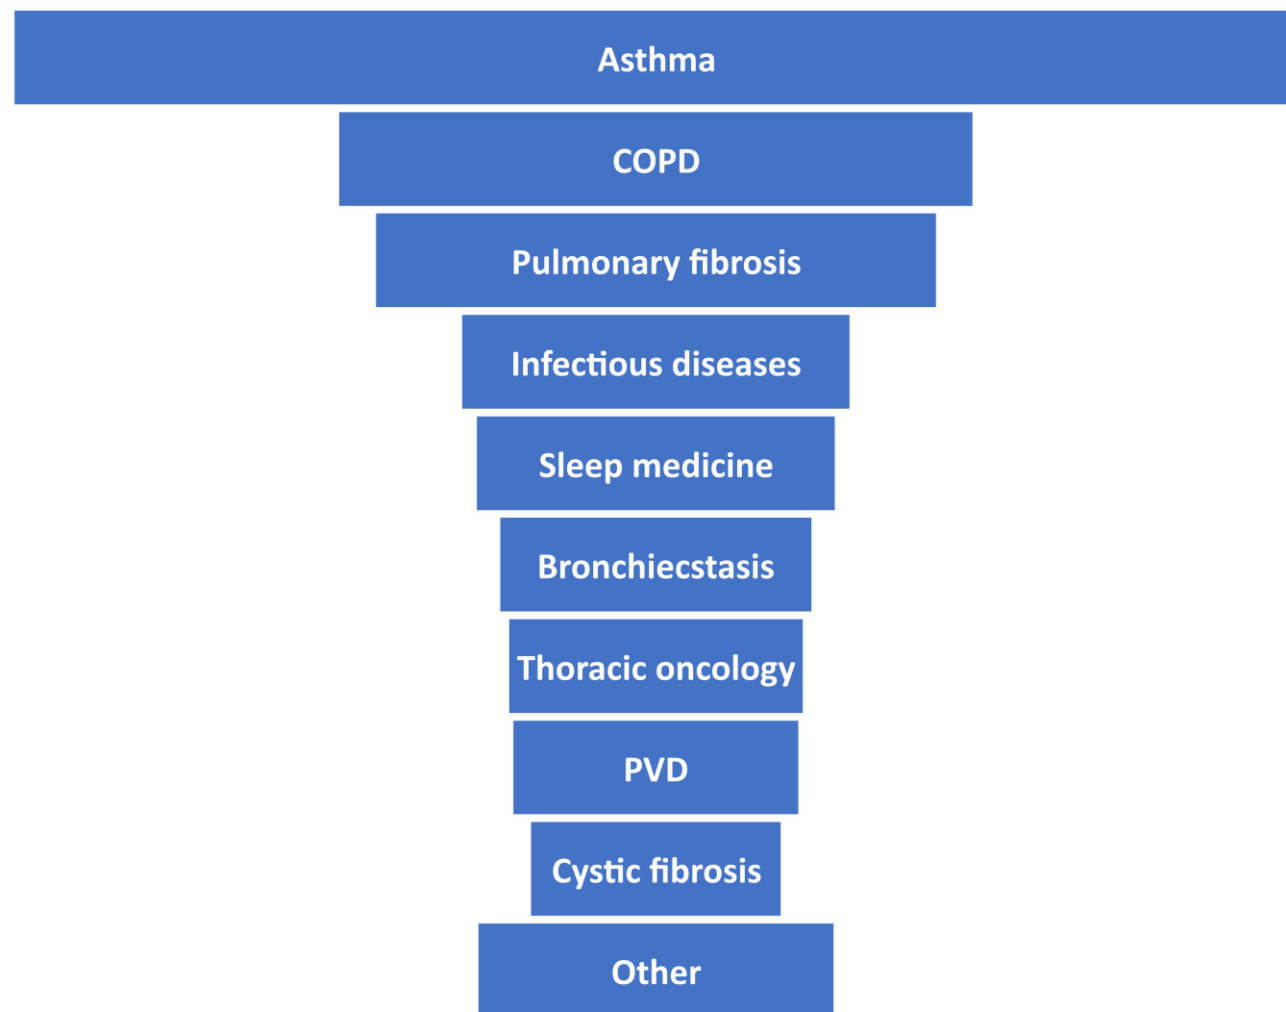 Asthma
COPD
Pulmonary fibrosis
Infectious diseases
Sleep medicine
Bronchiecstasis
Thoracic oncology
PVD
Cystic fibrosis
Other